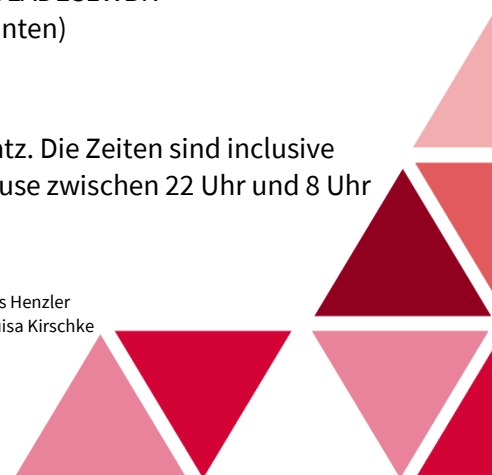 nten)
tz. Die Zeiten sind inclusive
use zwischen 22 Uhr und 8 Uhr
s Henzler
isa Kirschke